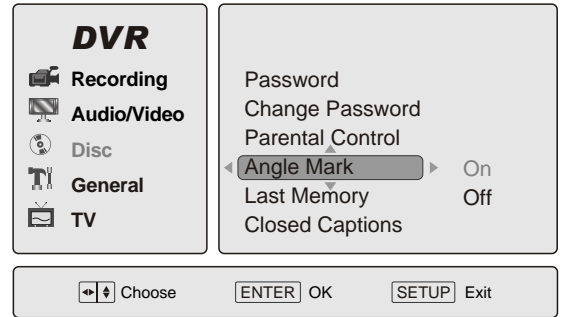 DVR
Recording
Audio/Video
Disc
General
TV
Password
Change Password
Parental Control
Angle Mark On
Last Memory Off
Closed Captions
Choose ENTER OK SETUP Exit